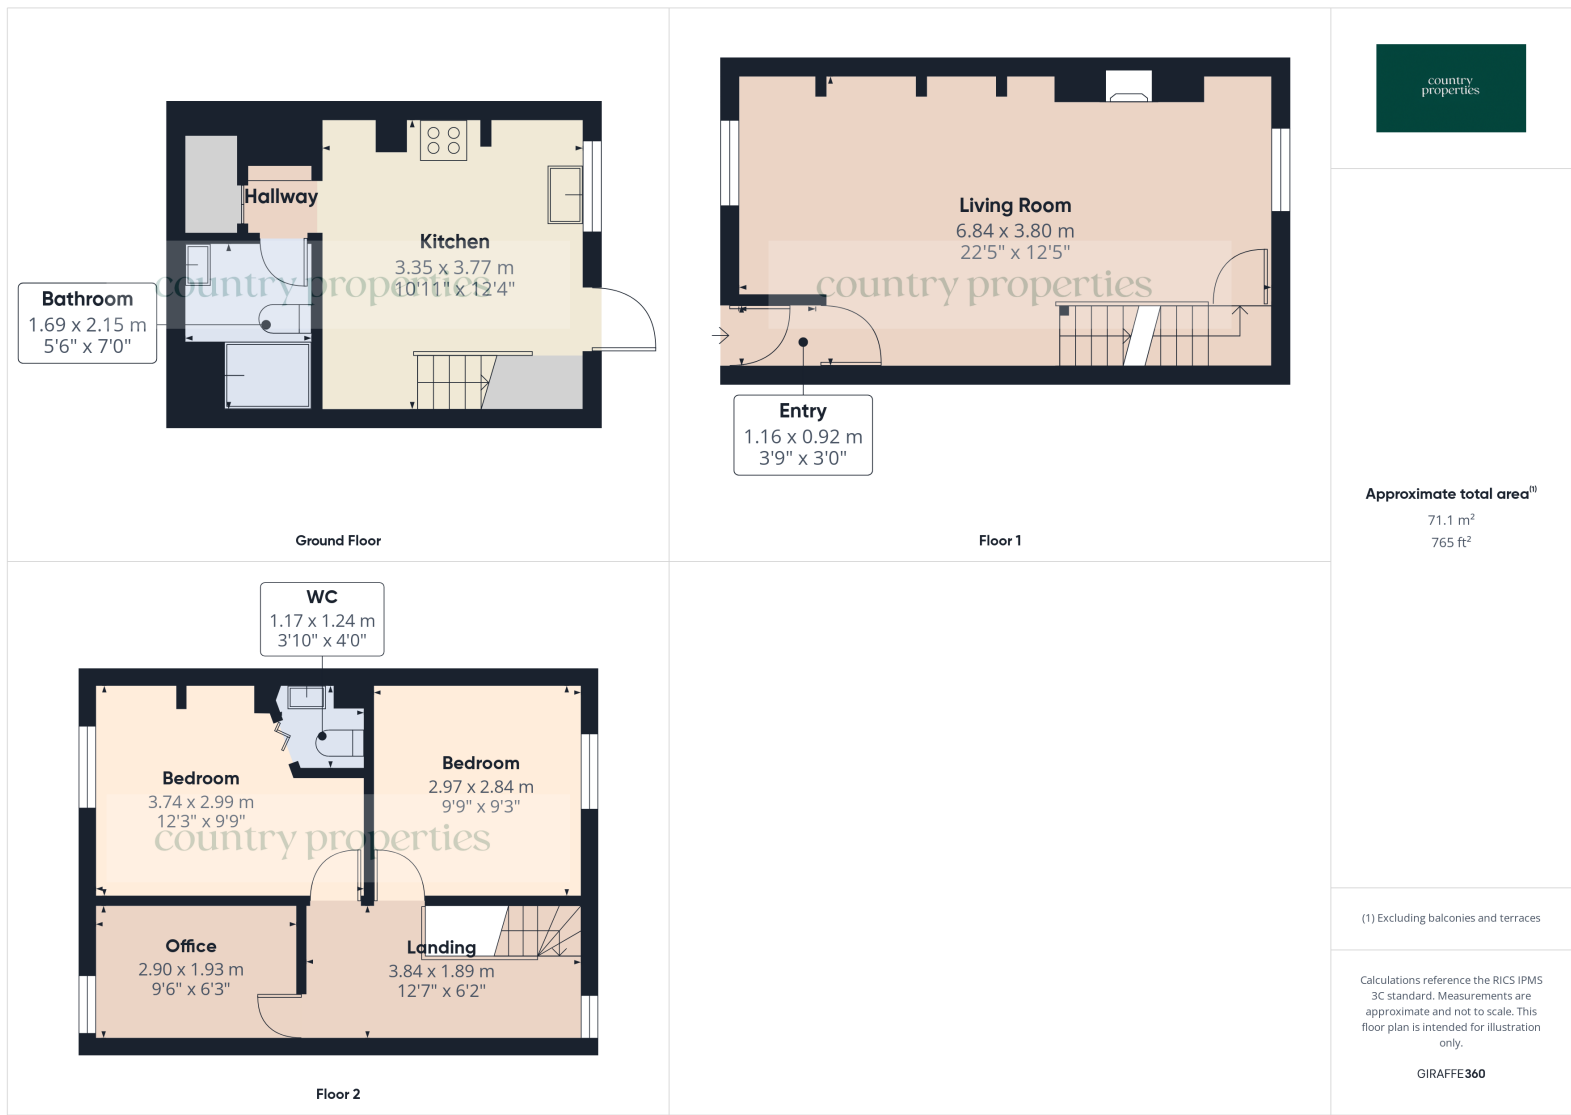 Hallway
Kitchen
3.35 x 3.77 m
10'11" x 12'4"
country properties
Bathroom
1.69 x 2.15 m
5'6" x 7'0"
Ground Floor
Living Room
6.84 x 3.80 m
22'5" x 12'5"
country properties
Entry
1.16 x 0.92 m
3'9" x 3'0"
Floor 1
WC
1.17 x 1.24 m
3'10" x 4'0"
Bedroom
3.74 x 2.99 m
12'3" x 9'9"
Bedroom
2.97 x 2.84 m
9'9" x 9'3"
country properties
Office
2.90 x 1.93 m
9'6" x 6'3"
Landing
3.84 x 1.89 m
12'7" x 6'2"
Floor 2
country
properties
Approximate total area(1)
71.1 m²
765 ft²
(1) Excluding balconies and terraces
Calculations reference the RICS IPMS
3C standard. Measurements are
approximate and not to scale. This
floor plan is intended for illustration
only.
GIRAFFE360